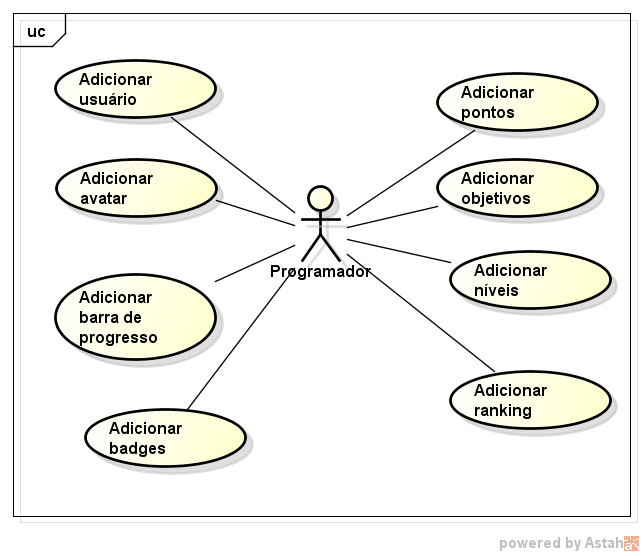 uc
Adicionar
usuário
Adicionar
pontos
Adicionar
avatar
Adicionar
objetivos
Programador
Adicionar
barra de
progresso
Adicionar
níveis
Adicionar
badges
Adicionar
ranking
powered by Astah